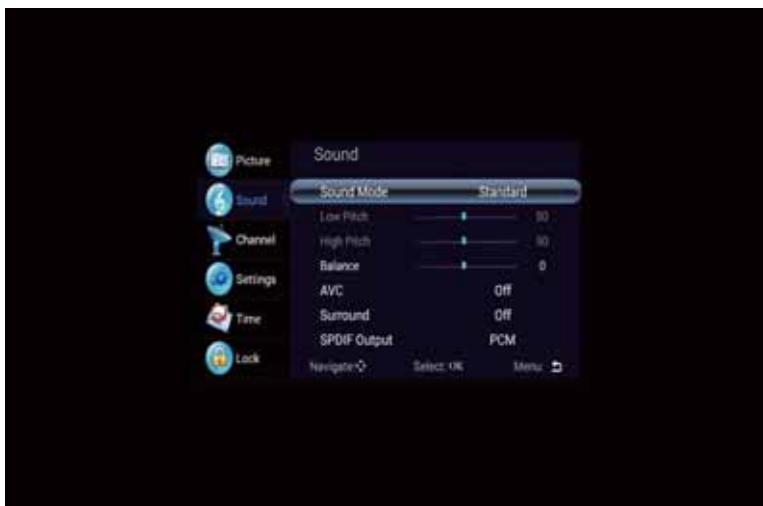 Picture
Sound
Channel
Settings
Time
Lock
Sound
Sound Mode Standard
Low Pitch 50
High Pitch 50
Balance 0
AVC Off
Surround Off
SPDIF Output PCM
Navigate: Select: OK Menu: